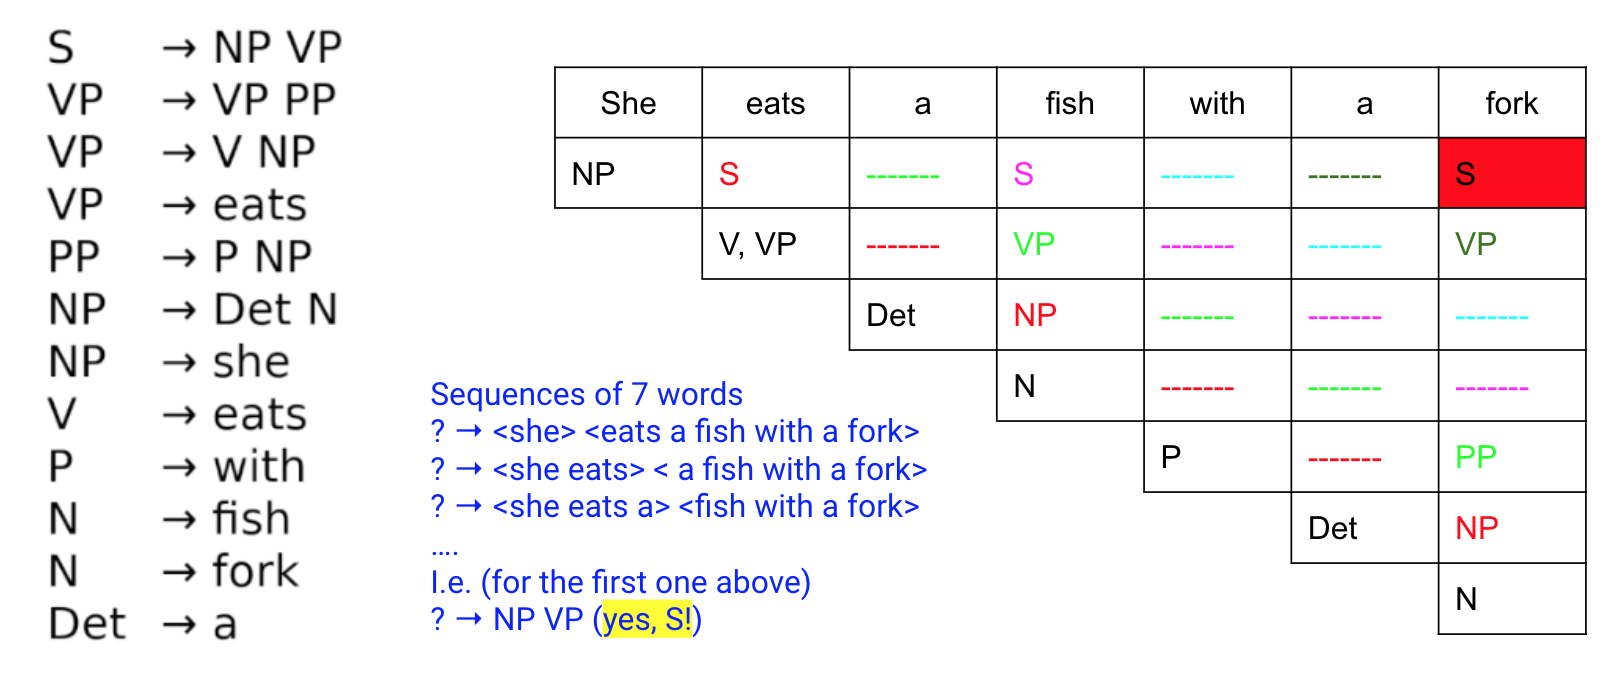 S → NP VP
VP → VP PP
VP → V NP
VP → eats
PP → P NP
NP → Det N
NP → she
V → eats
P → with
N → fish
N → fork
Det → a
She eats a fish with a fork
NP S ------- S ------- ------- S
V, VP ------- VP ------- ------- VP
Det NP ------- ------- -------
N ------- ------- -------
P ------- PP
Det NP
N
Sequences of 7 words
? → <she> <eats a fish with a fork>
? → <she eats> < a fish with a fork>
? → <she eats a> <fish with a fork>
....
I.e. (for the first one above)
? → NP VP (yes, S!)